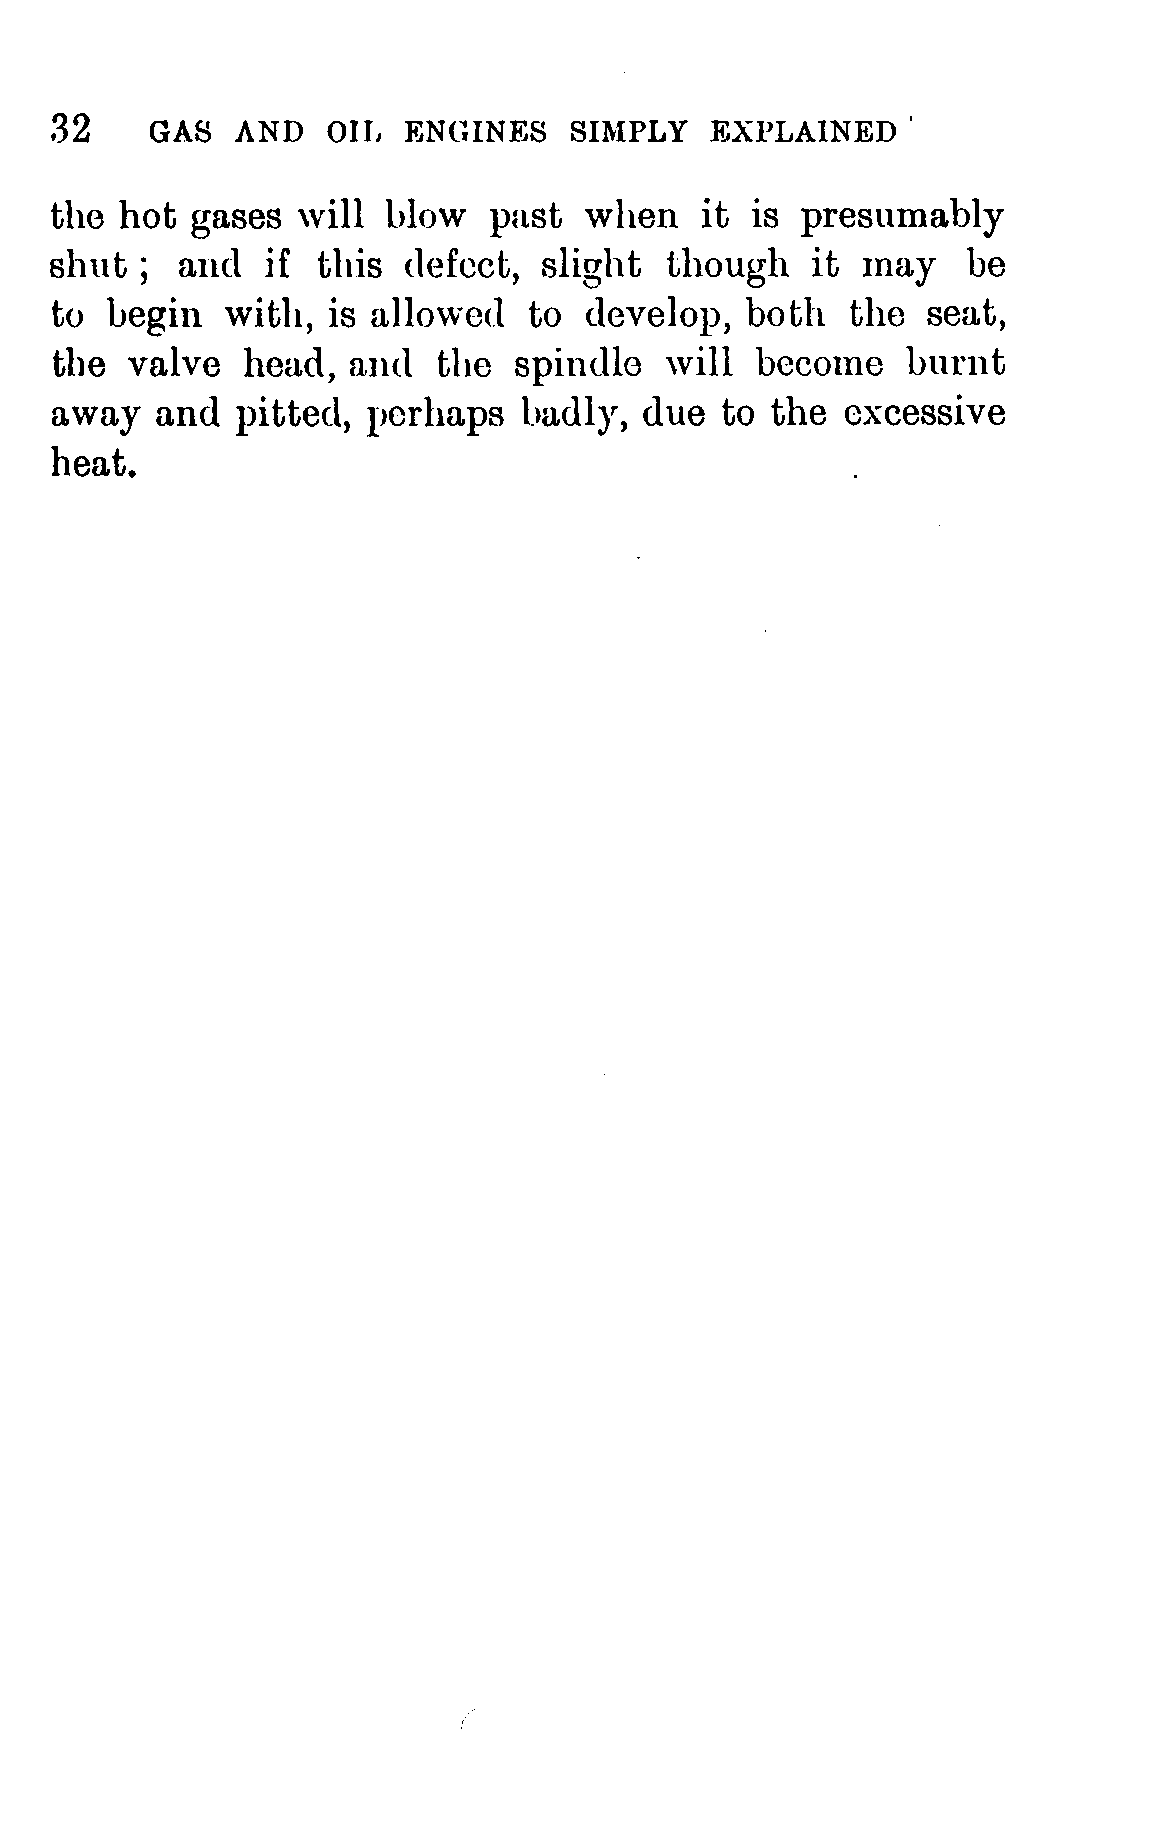 32 GAS AND OIL ENGINES SIMPLY EXPLAINED
the hot gases will blow past when it is presumably
shut ; and if this defect, slight though it may be
to begin with, is allowed to develop, both the seat,
the valve head, and the spindle will become burnt
away and pitted, perhaps badly, due to the excessive
heat.